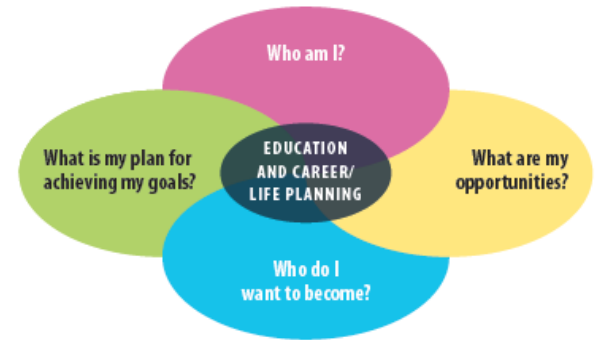 Who am I?
What is my plan for
achieving my goals?
EDUCATION
AND CAREER/
LIFE PLANNING
What are my
opportunities?
Who do I
want to become?